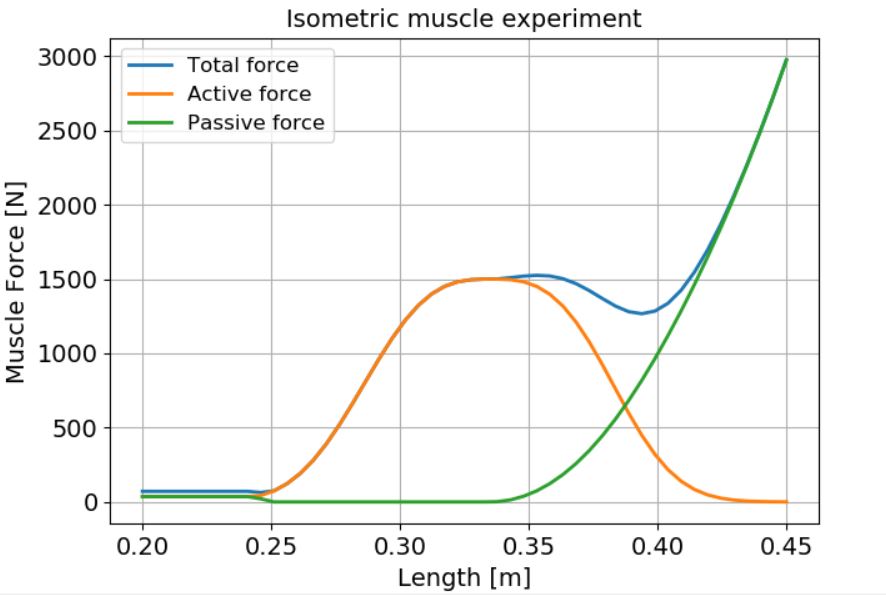 Isometric muscle experiment
Total force
Active force
Passive force
3000
2500
2000
1500
1000
500
0
Muscle Force [N]
0.20 0.25 0.30 0.35 0.40 0.45
Length [m]